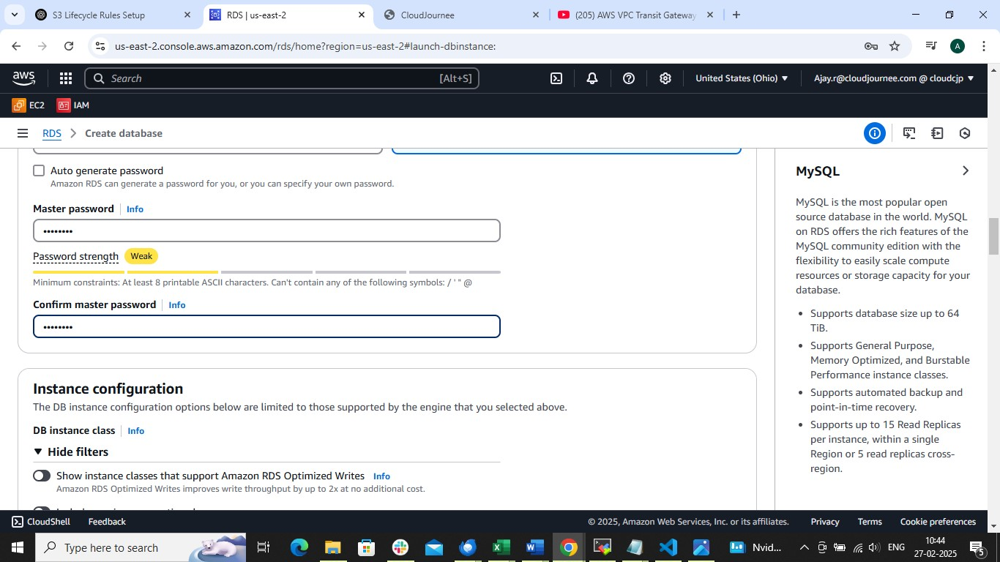 S3 Lifecycle Rules Setup
RDS | us-east-2
CloudJournee
(205) AWS VPC Transit Gateway
us-east-2.console.aws.amazon.com/rds/home?region=us-east-2#launch-dbinstance:
A
aws
Search
[Alt+S]
United States (Ohio)
Ajay.r@cloudjournee.com @ cloudcjp
EC2
IAM
RDS
Create database
Auto generate password
Amazon RDS can generate a password for you, or you can specify your own password.
Master password
Info
••••••••
Password strength
Weak
Minimum constraints: At least 8 printable ASCII characters. Can't contain any of the following symbols: / ' " @
Confirm master password
Info
••••••••
Instance configuration
The DB instance configuration options below are limited to those supported by the engine that you selected above.
DB instance class
Info
Hide filters
Show instance classes that support Amazon RDS Optimized Writes
Info
Amazon RDS Optimized Writes improves write throughput by up to 2x at no additional cost.
MySQL
MySQL is the most popular open
source database in the world. MySQL
on RDS offers the rich features of the
MySQL community edition with the
flexibility to easily scale compute
resources or storage capacity for your
database.
• Supports database size up to 64
TiB.
• Supports General Purpose,
Memory Optimized, and Burstable
Performance instance classes.
• Supports automated backup and
point-in-time recovery.
• Supports up to 15 Read Replicas
per instance, within a single
Region or 5 read replicas cross-
region.
CloudShell
Feedback
© 2025, Amazon Web Services, Inc. or its affiliates.
Privacy
Terms
Cookie preferences
Type here to search
Nvid...
ENG
10:44
27-02-2025
5